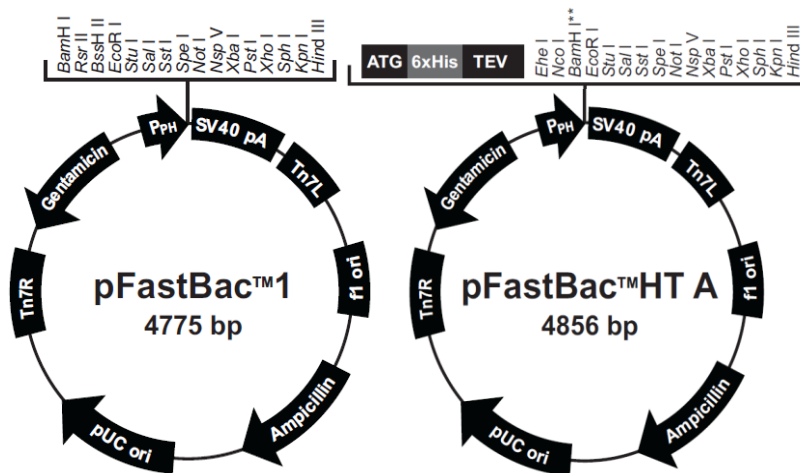 BamH I
Rsr II
BssH II
EcoR I
Stu I
Sal I
Sst I
Spe I
Not I
Nsp V
Xba I
Pst I
Xho I
Sph I
Kpn I
Hind III
PPH
SV40 pA
Tn7L
f1 ori
Ampicillin
pUC ori
Tn7R
Gentamicin
pFastBac™1
4775 bp
ATG 6xHis TEV
Ehe I
Nco I
BamH I**
EcoR I
Stu I
Sal I
Sst I
Spe I
Not I
Nsp V
Xba I
Pst I
Xho I
Sph I
Kpn I
Hind III
PPH
SV40 pA
Tn7L
f1 ori
Ampicillin
pUC ori
Tn7R
Gentamicin
pFastBac™HT A
4856 bp